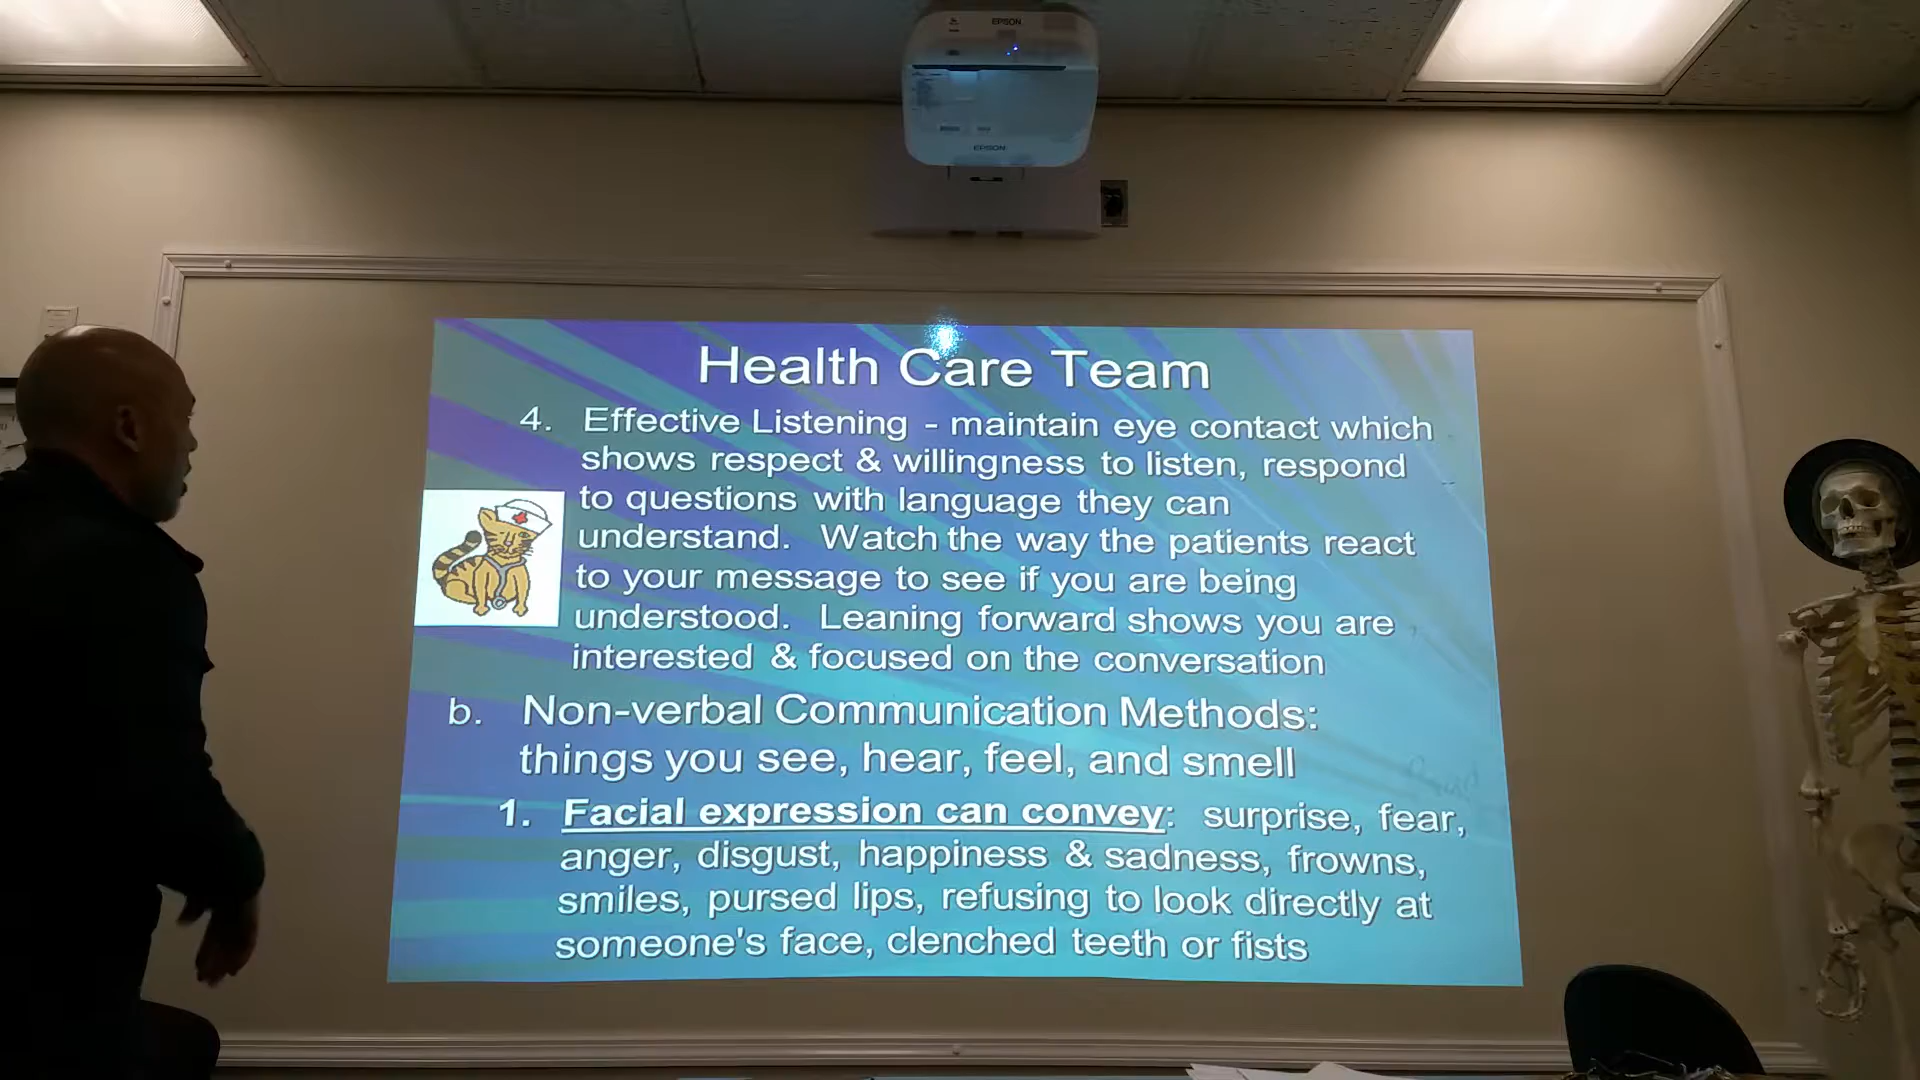 EPSON
EPSON
Health Care Team
4. Effective Listening - maintain eye contact which
shows respect & willingness to listen, respond
to questions with language they can
understand. Watch the way the patients react
to your message to see if you are being
understood. Leaning forward shows you are
interested & focused on the conversation
b. Non-verbal Communication Methods:
things you see, hear, feel, and smell
1. Facial expression can convey: surprise, fear,
anger, disgust, happiness & sadness, frowns,
smiles, pursed lips, refusing to look directly at
someone's face, clenched teeth or fists